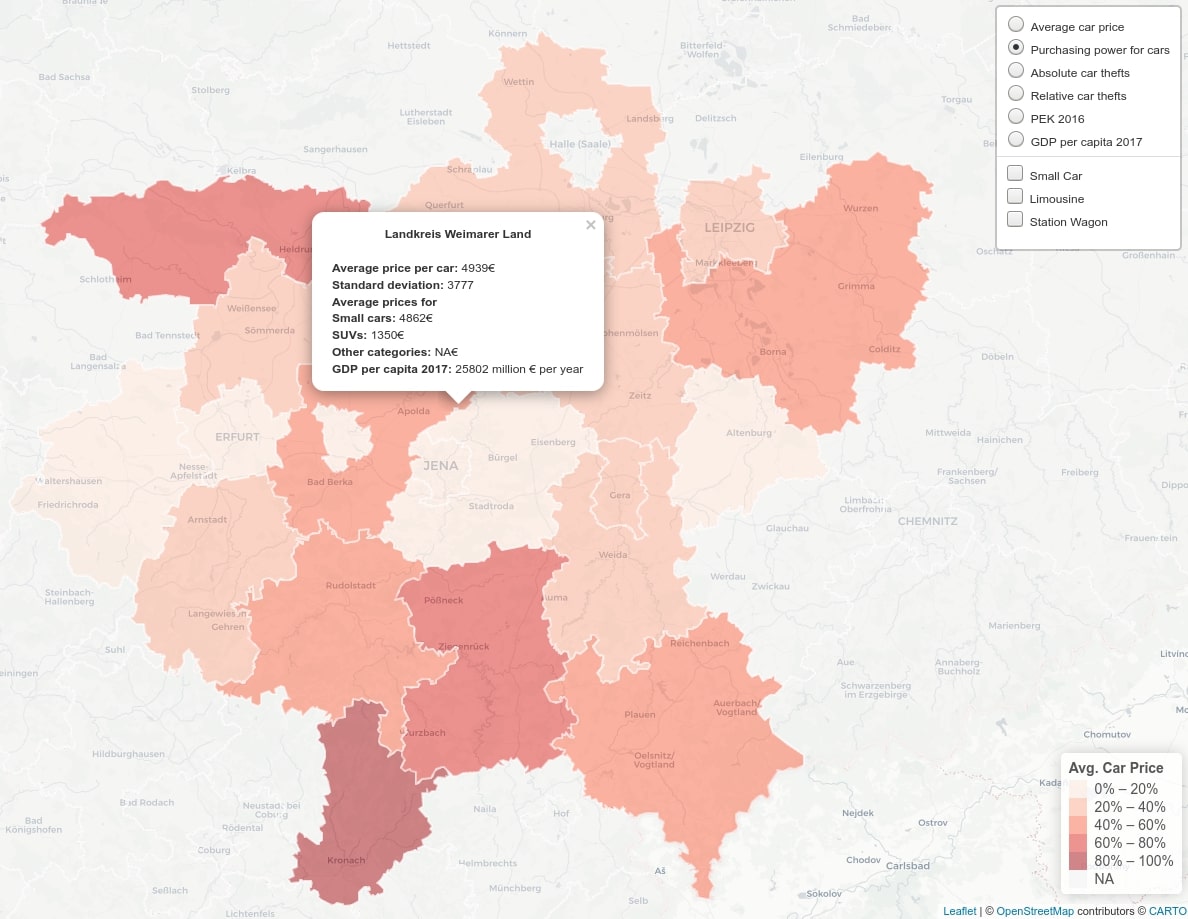 Könnern
Bad Schmiedeberg
Hettstedt
Bitterfeld-
Wolfen
Bad Sachsa
Stolberg
Wettin
Torgau
Lutherstadt
Eisleben
Landsberg
Delitzsch
Halle (Saale)
Sangerhausen
Eilenburg
Kelbra
Querfurt
Wurzen
LEIPZIG
Markkleeberg
Oschatz
Großenhain
Schlotheim
Grimma
Weißensee
Sömmerda
Bad Tennstedt
Bad
Langensalza
Borna
Colditz
Döbeln
Zeitz
Apolda
ERFURT
Altenburg
Mittweida
Hainichen
Eisenberg
Nesse-
Apfelstädt
JENA
Bürgel
Frankenberg/
Sachsen
Freiberg
Bad Berka
Friedrichroda
Stadtroda
Gera
Limbach-
Oberfrohna
Arnstadt
CHEMNITZ
Glauchau
Weida
Werdau
Zwickau
Steinbach-
Hallenberg
Rudolstadt
Pößneck
Auma
Langewiesen
Gehren
Marienberg
Suhl
Ziegenrück
Reichenbach
Aue
Annaberg
Buchholz
Schwarzenberg
im Erzgebirge
Plauen
Auerbach/
Vogtland
Wurzbach
Chomutov
Hildburghausen
Oelsnitz/
Vogtland
Bad Rodach
Neustadt bei
Coburg
Rödental
Naila
Hof
Nejdek
Ostrov
Bad
Königshofen
Coburg
Kronach
Helmbrechts
Aš
Chodov
Carlsbad
Seßlach
Münchberg
Sokolov
Lichtenfels
Selb
×
Landkreis Weimarer Land
Average price per car: 4939€
Standard deviation: 3777
Average prices for
Small cars: 4862€
SUVs: 1350€
Other categories: NA€
GDP per capita 2017: 25802 million € per year
Average car price
Purchasing power for cars
Absolute car thefts
Relative car thefts
PEK 2016
GDP per capita 2017
Small Car
Limousine
Station Wagon
Avg. Car Price
0% – 20%
20% – 40%
40% – 60%
60% – 80%
80% – 100%
NA
Leaflet | © OpenStreetMap contributors © CARTO